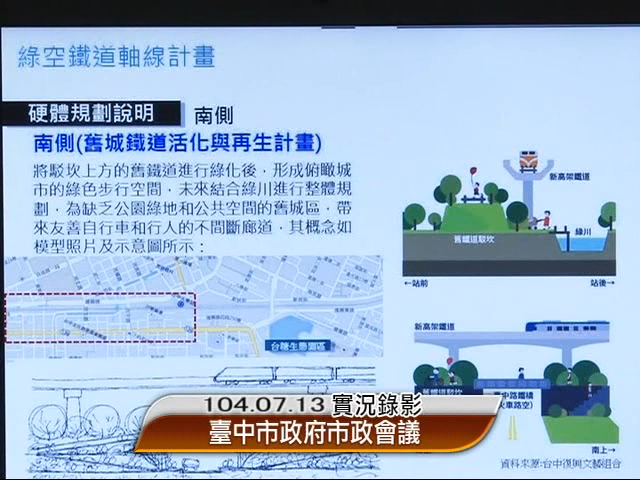 綠空鐵道軸線計畫
硬體規劃說明 南側
南側(舊城鐵道活化與再生計畫)
將駁坎上方的舊鐵道進行綠化後，形成俯瞰城
市的綠色步行空間，未來結合綠川進行整體規
劃，為缺乏公園綠地和公共空間的舊城區，帶
來友善自行車和行人的不間斷廊道，其概念如
模型照片及示意圖所示：
新高架鐵道
綠川
舊鐵道駁坎
←站前 站後→
台糖生態園區
新高架鐵道
舊鐵道駁坎
南上→
資料來源:台中復興文藝組合
104.07.13 實況錄影
臺中市政府市政會議